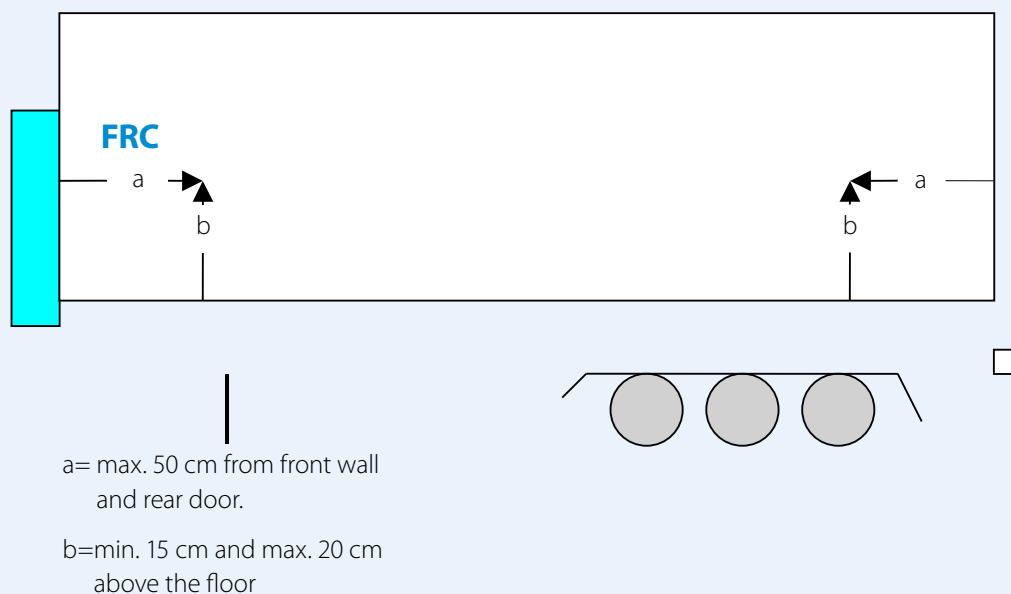 FRC
a
a
b
b
a= max. 50 cm from front wall
and rear door.
b=min. 15 cm and max. 20 cm
above the floor